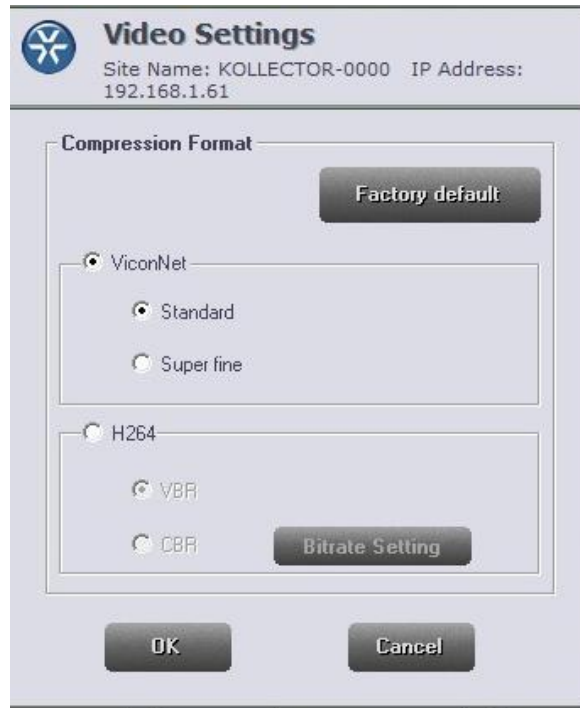 Video Settings
Site Name: KOLLECTOR-0000 IP Address:
192.168.1.61
Compression Format
Factory default
ViconNet
Standard
Super fine
H264
VBR
CBR
Bitrate Setting
OK
Cancel